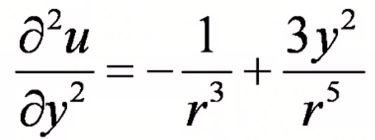 ∂²u/∂y² = -1/r³ + 3y²/r⁵